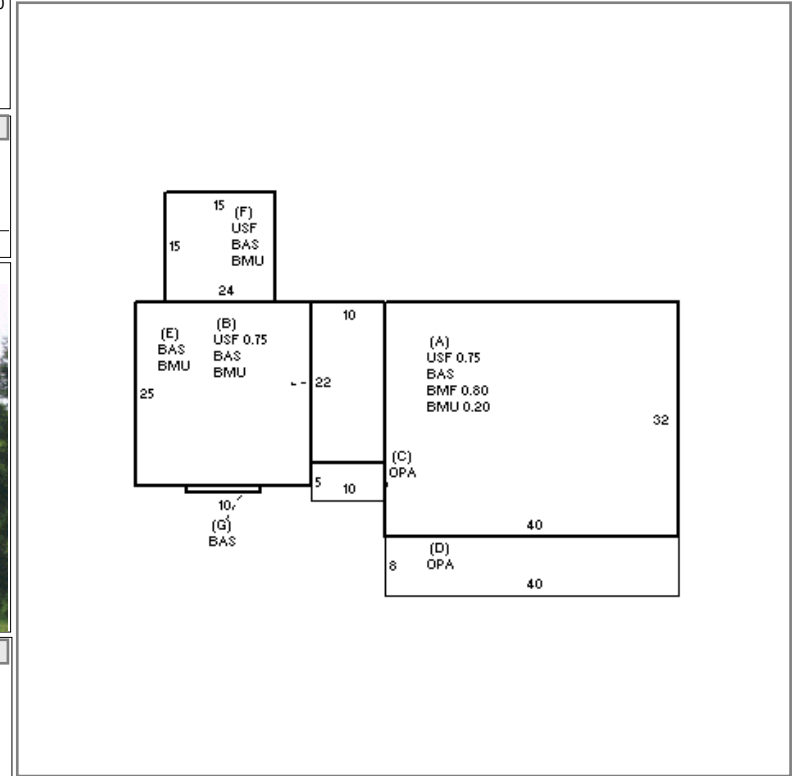 15
(F)
USF
BAS
BMU
15
24
(E)
BAS
BMU
(B)
USF 0.75
BAS
BMU
25
10
22
(A)
USF 0.75
BAS
BMF 0.80
BMU 0.20
32
(C)
OPA
5
10
10
(G)
BAS
40
(D)
OPA
8
40